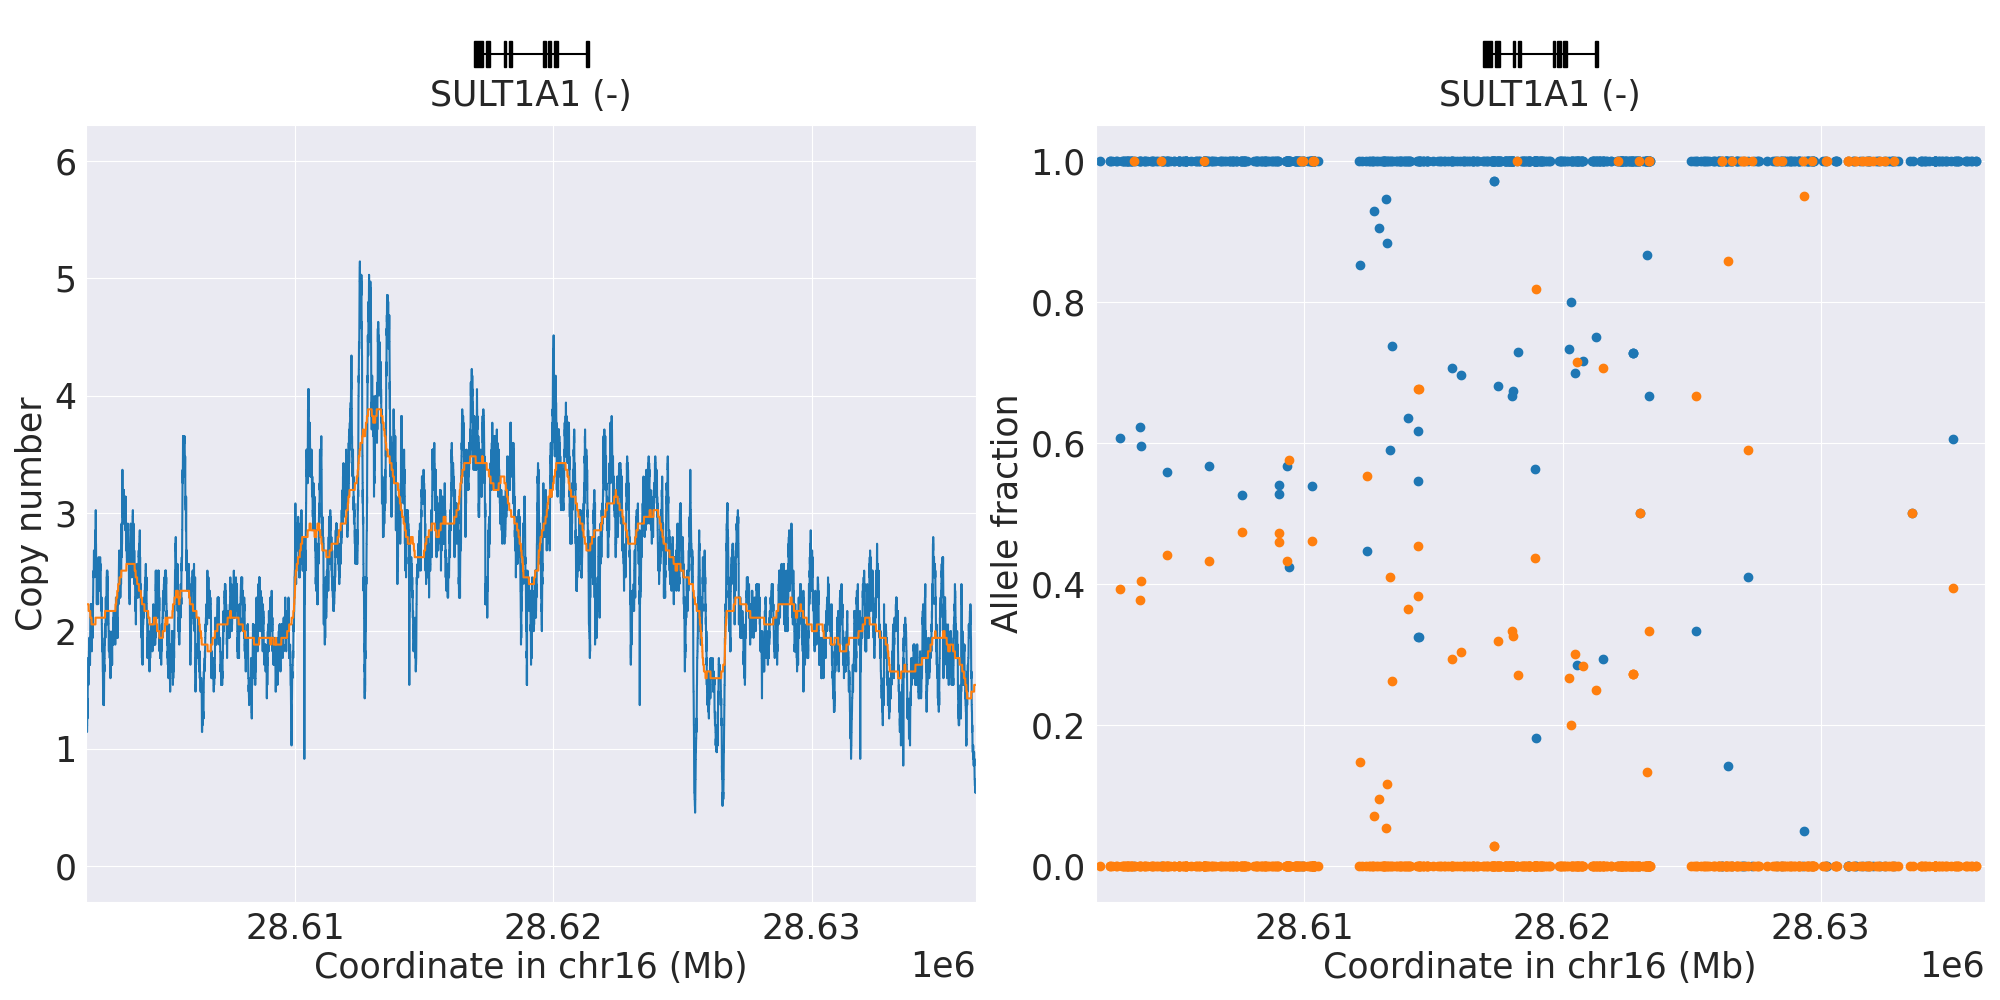 SULT1A1 (-)
6
5
4
3
2
1
0
Copy number
28.61
28.62
28.63
Coordinate in chr16 (Mb)
1e6
SULT1A1 (-)
1.0
0.8
0.6
0.4
0.2
0.0
Allele fraction
28.61
28.62
28.63
Coordinate in chr16 (Mb)
1e6